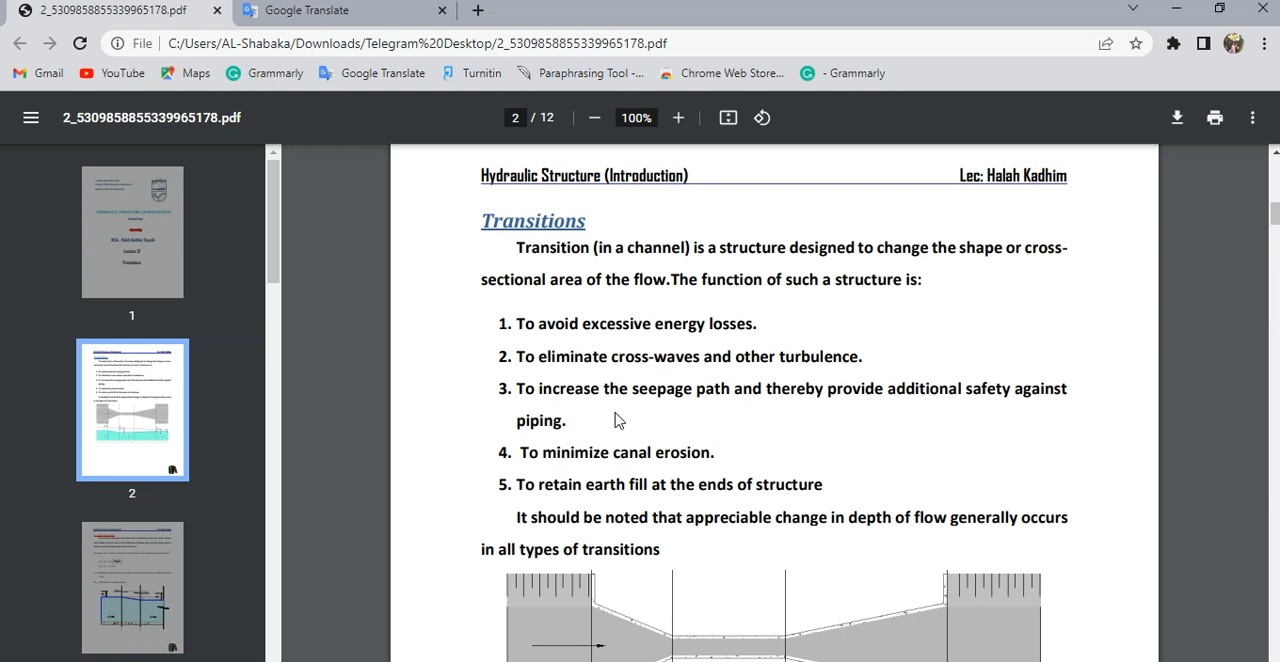 2_5309858855339965178.pdf
Google Translate
File
C:/Users/AL-Shabaka/Downloads/Telegram%20Desktop/2_5309858855339965178.pdf
Gmail YouTube Maps Grammarly Google Translate Turnitin Paraphrasing Tool -... Chrome Web Store... - Grammarly
2_5309858855339965178.pdf 2 / 12 100%
1
2
Hydraulic Structure (Introduction) Lec: Halah Kadhim
Transitions
Transition (in a channel) is a structure designed to change the shape or cross-
sectional area of the flow.The function of such a structure is:
1. To avoid excessive energy losses.
2. To eliminate cross-waves and other turbulence.
3. To increase the seepage path and thereby provide additional safety against
piping.
4. To minimize canal erosion.
5. To retain earth fill at the ends of structure
It should be noted that appreciable change in depth of flow generally occurs
in all types of transitions